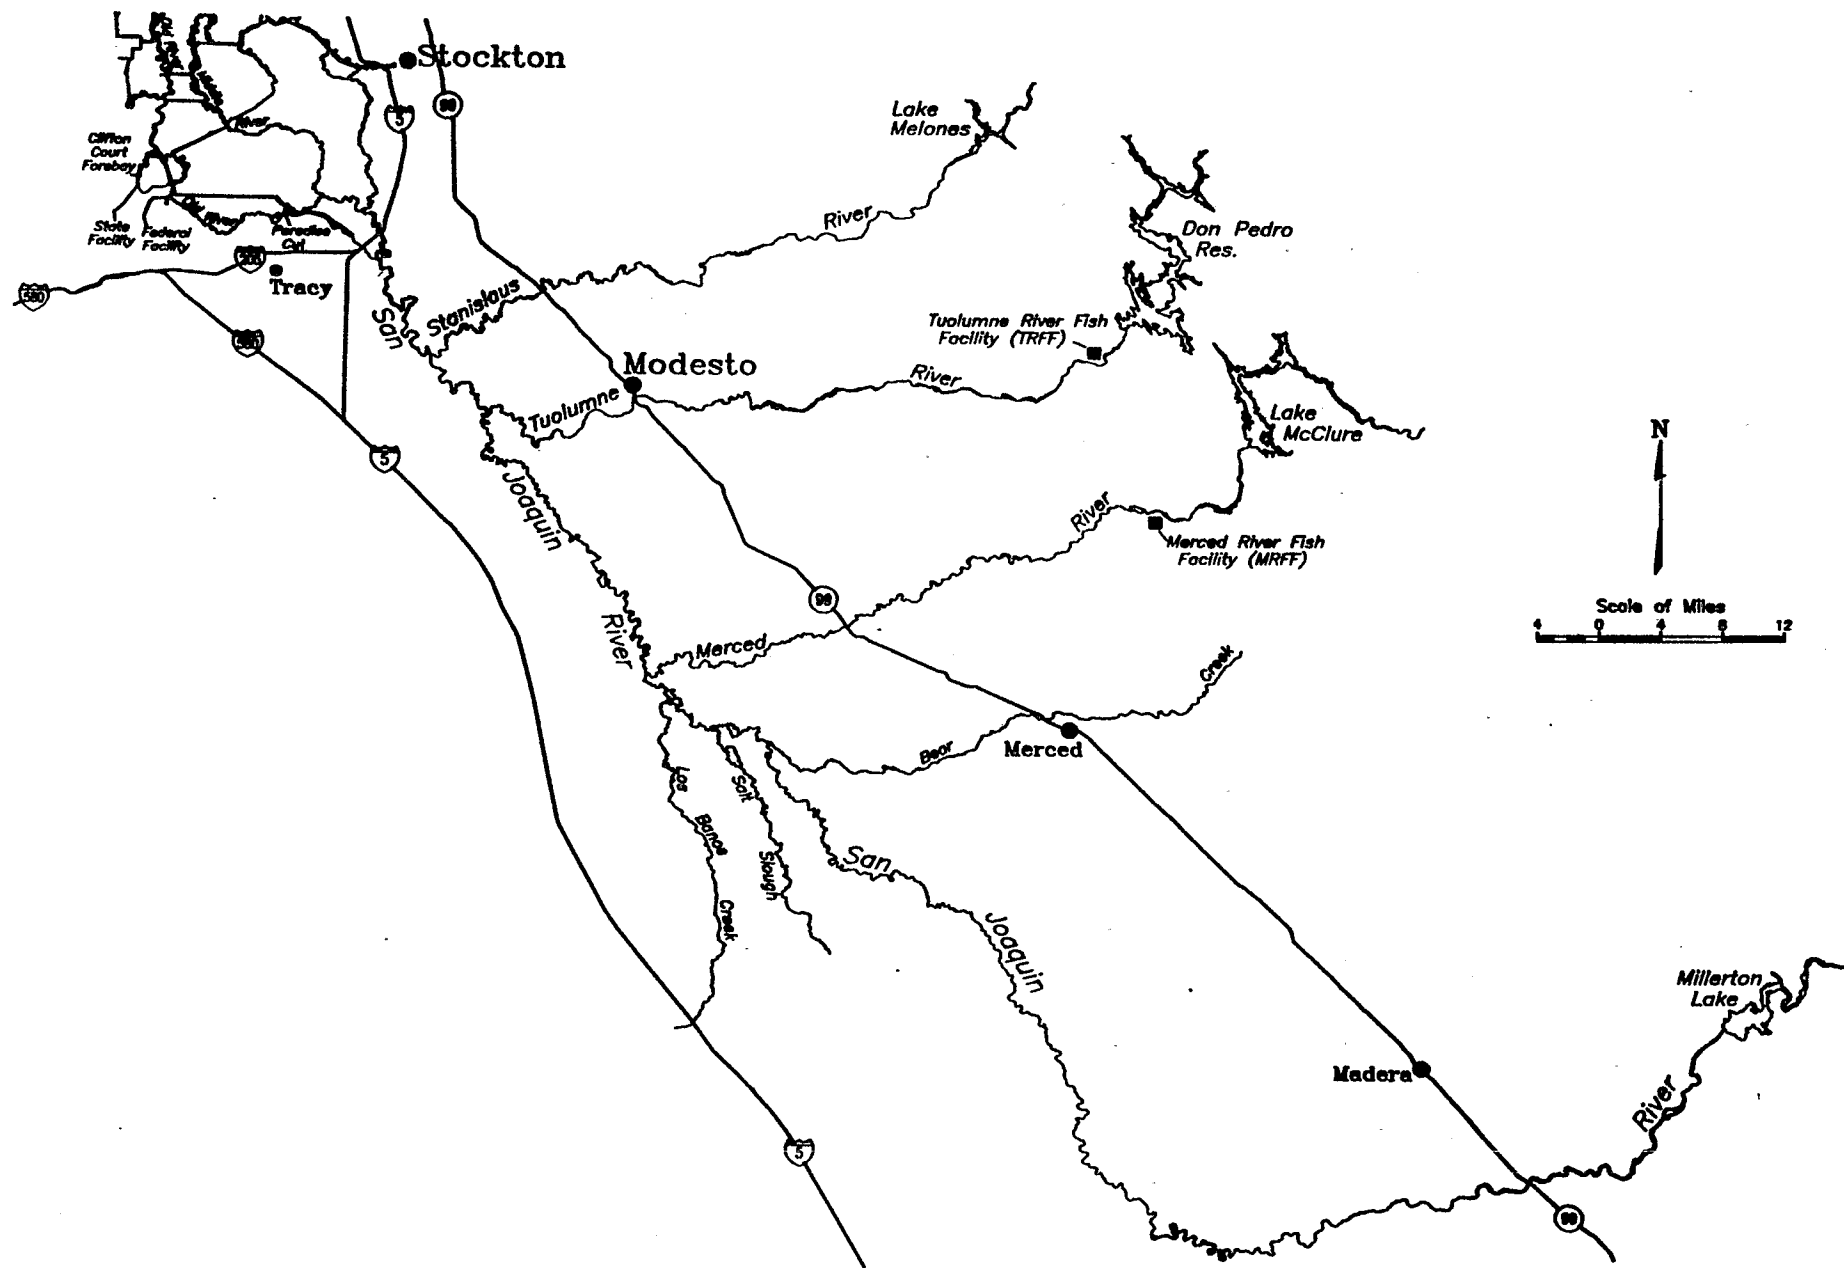 Stockton
99
5
River
Clifton
Court
Forebay
State
Facility
Federal
Facility
Old River
Paradise
Cut
Tracy
San
Stanislaus
River
Lake
Melones
Don Pedro
Res.
Tuolumne River Fish
Facility (TRFF)
Modesto
Tuolumne
River
Lake
McClure
5
Joaquin
River
Merced River Fish
Facility (MRFF)
N
Scale of Miles
4 0 4 8 12
99
River
Merced
Creek
Bear
Merced
Los
Banos
Creek
Salt
Slough
San
Joaquin
Millerton
Lake
Madera
River
5
99